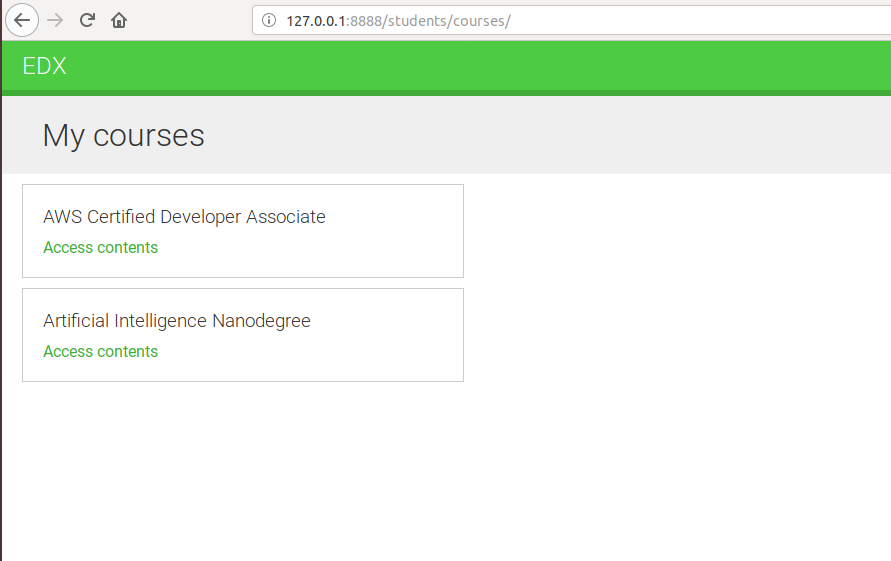 127.0.0.1:8888/students/courses/
EDX
My courses
AWS Certified Developer Associate
Access contents
Artificial Intelligence Nanodegree
Access contents